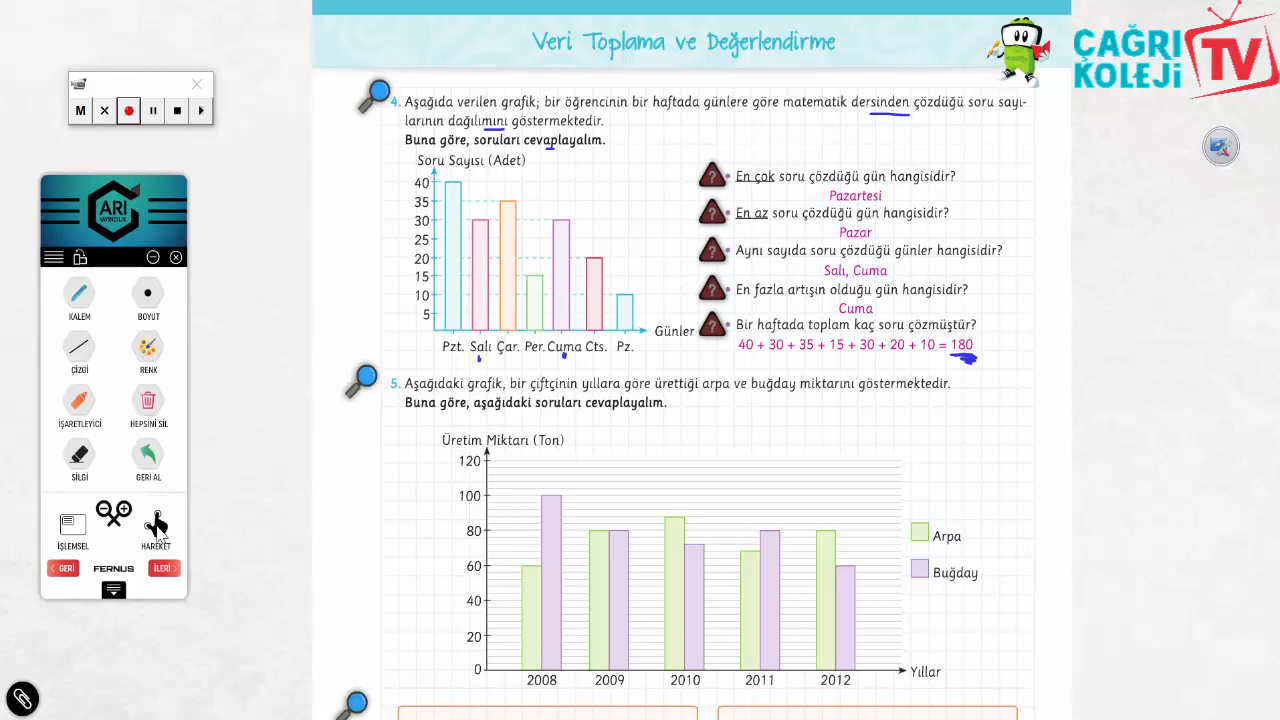 Veri Toplama ve Değerlendirme
ÇAĞRI
KOLEJİ
TV
M
ARI
YAYINCILIK
KALEM
BOYUT
ÇİZGİ
RENK
İŞARETLEYİCİ
HEPSİNİ SİL
SİLGİ
GERİ AL
İŞLEMSEL
HAREKET
GERİ
FERNUS
İLERİ
4. Aşağıda verilen grafik; bir öğrencinin bir haftada günlere göre matematik dersinden çözdüğü soru sayı-
larının dağılımını göstermektedir.
Buna göre, soruları cevaplayalım.
Soru Sayısı (Adet)
40
35
30
25
20
15
10
5
Günler
Pzt. Salı Çar. Per. Cuma Cts. Pz.
? • En çok soru çözdüğü gün hangisidir?
Pazartesi
? • En az soru çözdüğü gün hangisidir?
Pazar
? • Aynı sayıda soru çözdüğü günler hangisidir?
Salı, Cuma
? • En fazla artışın olduğu gün hangisidir?
Cuma
? • Bir haftada toplam kaç soru çözmüştür?
40 + 30 + 35 + 15 + 30 + 20 + 10 = 180
5. Aşağıdaki grafik, bir çiftçinin yıllara göre ürettiği arpa ve buğday miktarını göstermektedir.
Buna göre, aşağıdaki soruları cevaplayalım.
Üretim Miktarı (Ton)
120
100
80
60
40
20
0
2008 2009 2010 2011 2012
Yıllar
Arpa
Buğday